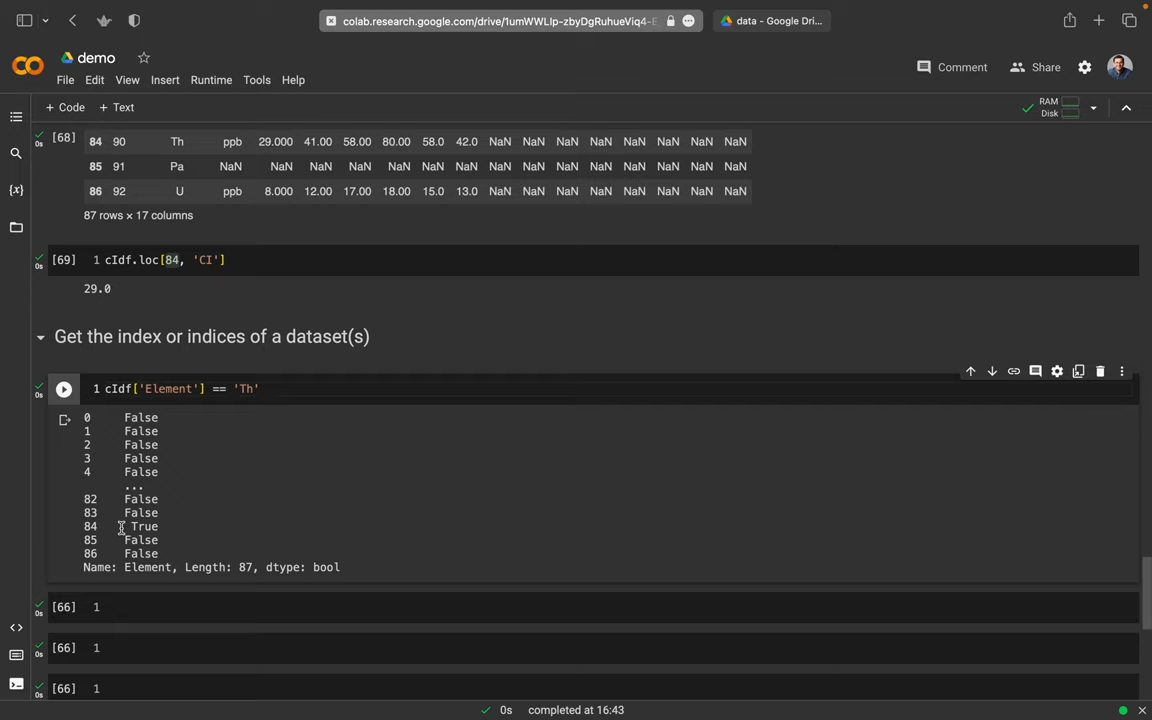 colab.research.google.com/drive/1umWWLIp-zbyDgRuhueViq4-E
data - Google Dri...
demo
Comment
Share
File Edit View Insert Runtime Tools Help
+ Code + Text
RAM
Disk
[68]
0s
84 90 Th ppb 29.000 41.00 58.00 80.00 58.0 42.0 NaN NaN NaN NaN NaN NaN NaN NaN
85 91 Pa NaN NaN NaN NaN NaN NaN NaN NaN NaN NaN NaN NaN NaN NaN NaN
86 92 U ppb 8.000 12.00 17.00 18.00 15.0 13.0 NaN NaN NaN NaN NaN NaN NaN NaN
87 rows × 17 columns
[69] 1 cIdf.loc[84, 'CI']
0s
29.0
Get the index or indices of a dataset(s)
1 cIdf['Element'] == 'Th'
0s
0 False
1 False
2 False
3 False
4 False
...
82 False
83 False
84 True
85 False
86 False
Name: Element, Length: 87, dtype: bool
[66] 1
0s
[66] 1
0s
[66] 1
0s
0s completed at 16:43